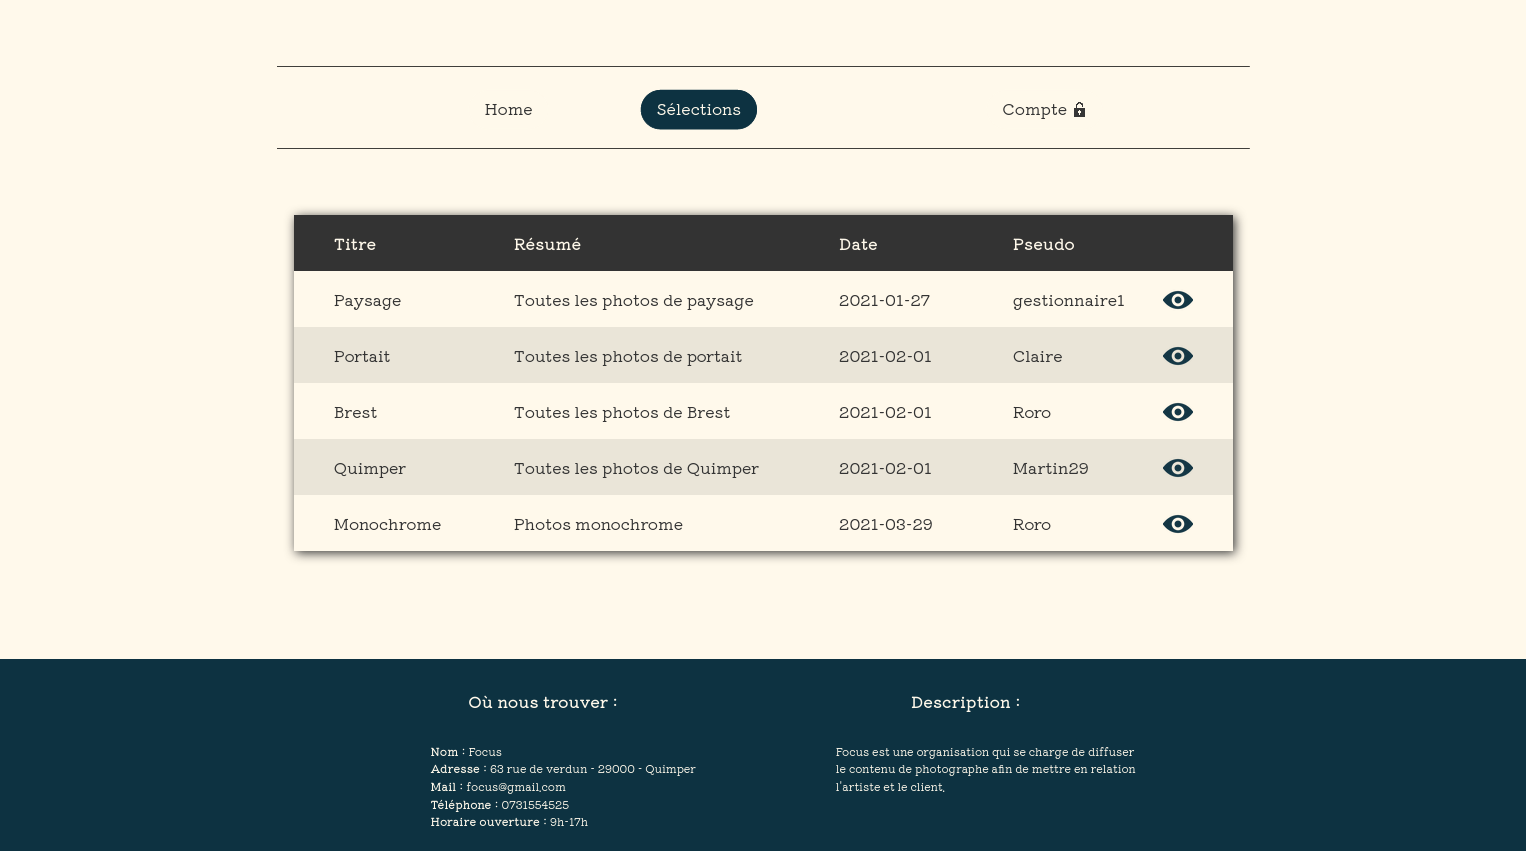 Home Sélections Compte
Titre Résumé Date Pseudo
Paysage Toutes les photos de paysage 2021-01-27 gestionnaire1
Portait Toutes les photos de portait 2021-02-01 Claire
Brest Toutes les photos de Brest 2021-02-01 Roro
Quimper Toutes les photos de Quimper 2021-02-01 Martin29
Monochrome Photos monochrome 2021-03-29 Roro
Où nous trouver :
Nom : Focus
Adresse : 63 rue de verdun - 29000 - Quimper
Mail : focus@gmail.com
Téléphone : 0731554525
Horaire ouverture : 9h-17h
Description :
Focus est une organisation qui se charge de diffuser
le contenu de photographe afin de mettre en relation
l'artiste et le client.